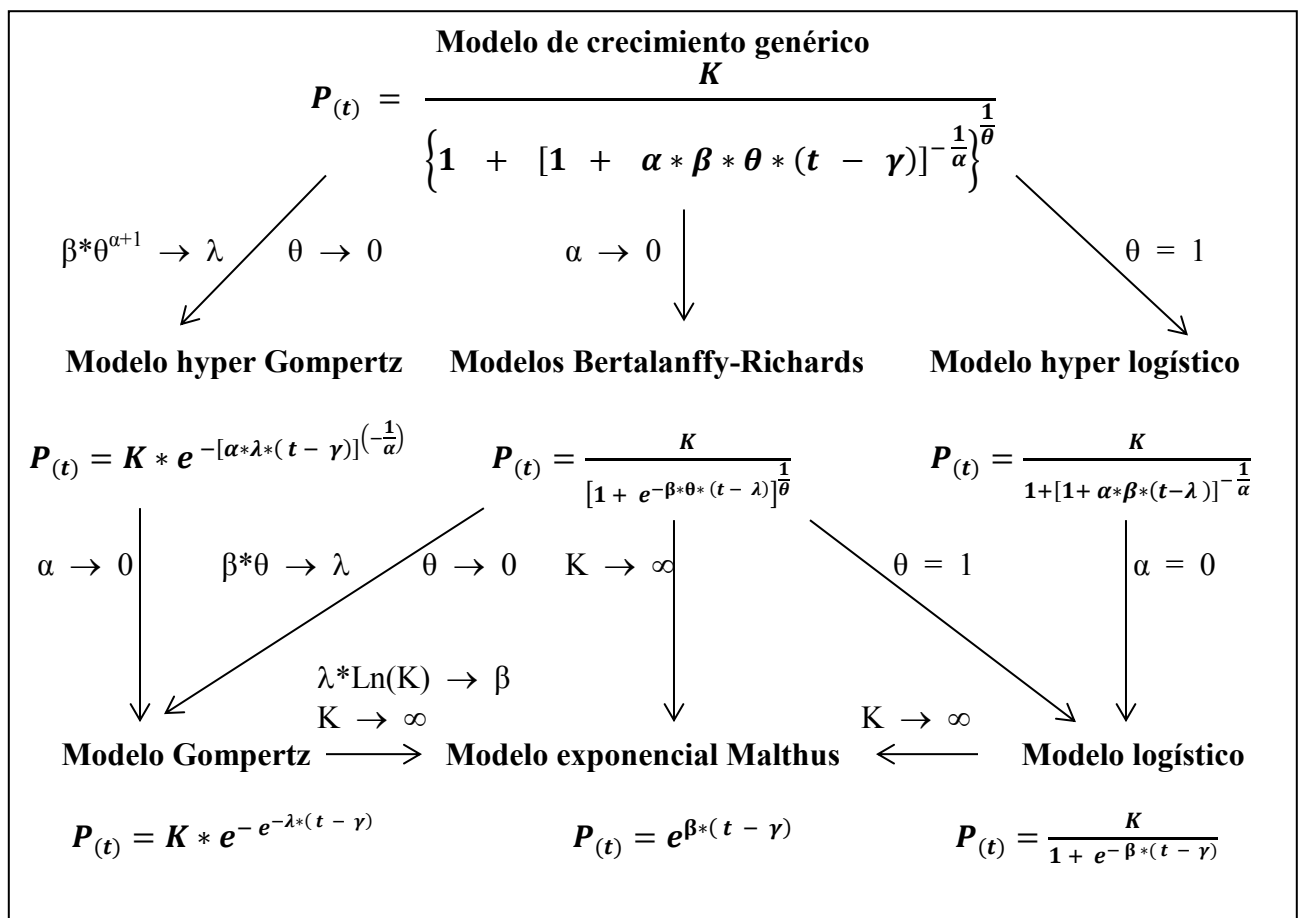 Modelo de crecimiento genérico
P(t) = K / {1 + [1 + α * β * θ * (t − γ)]^(−1/α)}^(1/θ)
β*θ^(α+1) → λ θ → 0 α → 0 θ = 1
Modelo hyper Gompertz Modelos Bertalanffy-Richards Modelo hyper logístico
P(t) = K * e^(−[α*λ*( t − γ)]^(−1/α)) P(t) = K / [1 + e^(−β*θ* (t − λ))]^(1/θ) P(t) = K / (1+[1+ α*β*(t−λ )]^(−1/α))
α → 0 β*θ → λ θ → 0 K → ∞ θ = 1 α = 0
λ*Ln(K) → β
K → ∞ K → ∞
Modelo Gompertz Modelo exponencial Malthus Modelo logístico
P(t) = K * e^(− e^(−λ*( t − γ))) P(t) = e^(β*( t − γ)) P(t) = K / (1 + e^(− β *( t − γ)))